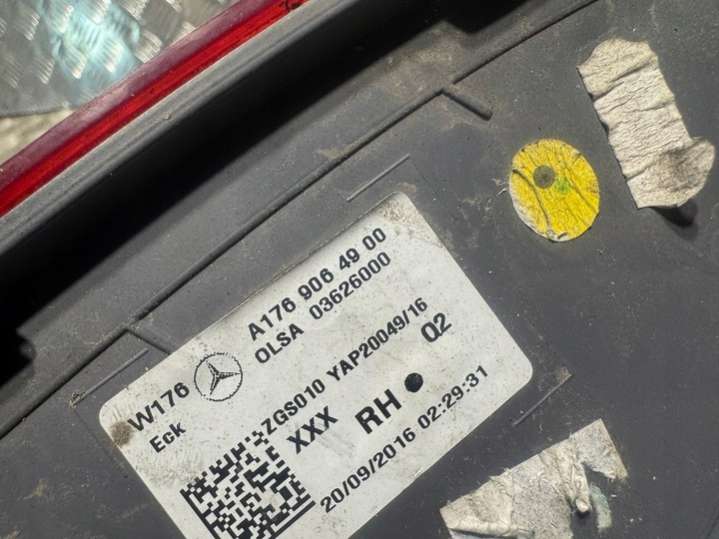 W176 A176 906 49 00
Eck OLSA 03626000
ZGS010 YAP20049/16
XXX RH Q2
20/09/2016 02:29:31